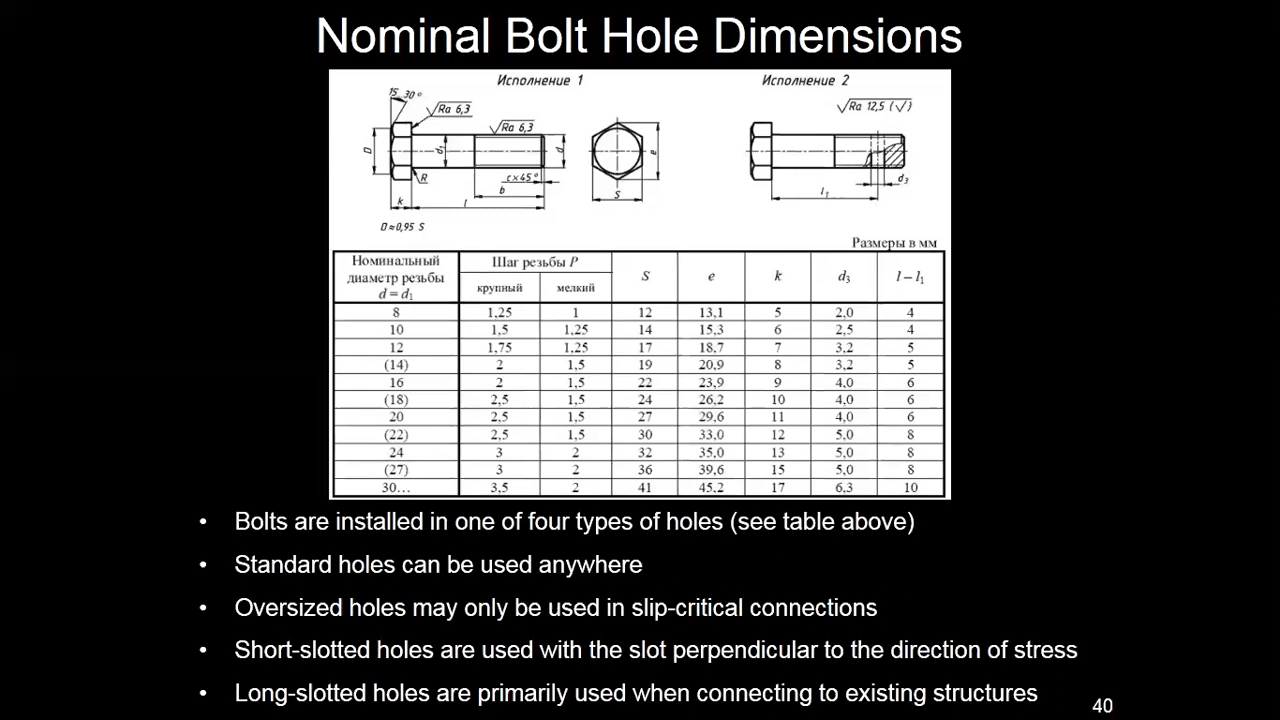 Nominal Bolt Hole Dimensions
Исполнение 1
Исполнение 2
15...30°
Ra 6,3
Ra 6,3
Ra 12,5 (√)
D
d₁
d
e
R
c×45°
b
k
l
S
l₁
d₃
D≈0,95 S
Размеры в мм
Номинальный диаметр резьбы d = d₁ | Шаг резьбы P | S | e | k | d₃ | l – l₁
крупный | мелкий
8 | 1,25 | 1 | 12 | 13,1 | 5 | 2,0 | 4
10 | 1,5 | 1,25 | 14 | 15,3 | 6 | 2,5 | 4
12 | 1,75 | 1,25 | 17 | 18,7 | 7 | 3,2 | 5
(14) | 2 | 1,5 | 19 | 20,9 | 8 | 3,2 | 5
16 | 2 | 1,5 | 22 | 23,9 | 9 | 4,0 | 6
(18) | 2,5 | 1,5 | 24 | 26,2 | 10 | 4,0 | 6
20 | 2,5 | 1,5 | 27 | 29,6 | 11 | 4,0 | 6
(22) | 2,5 | 1,5 | 30 | 33,0 | 12 | 5,0 | 8
24 | 3 | 2 | 32 | 35,0 | 13 | 5,0 | 8
(27) | 3 | 2 | 36 | 39,6 | 15 | 5,0 | 8
30... | 3,5 | 2 | 41 | 45,2 | 17 | 6,3 | 10
• Bolts are installed in one of four types of holes (see table above)
• Standard holes can be used anywhere
• Oversized holes may only be used in slip-critical connections
• Short-slotted holes are used with the slot perpendicular to the direction of stress
• Long-slotted holes are primarily used when connecting to existing structures
40